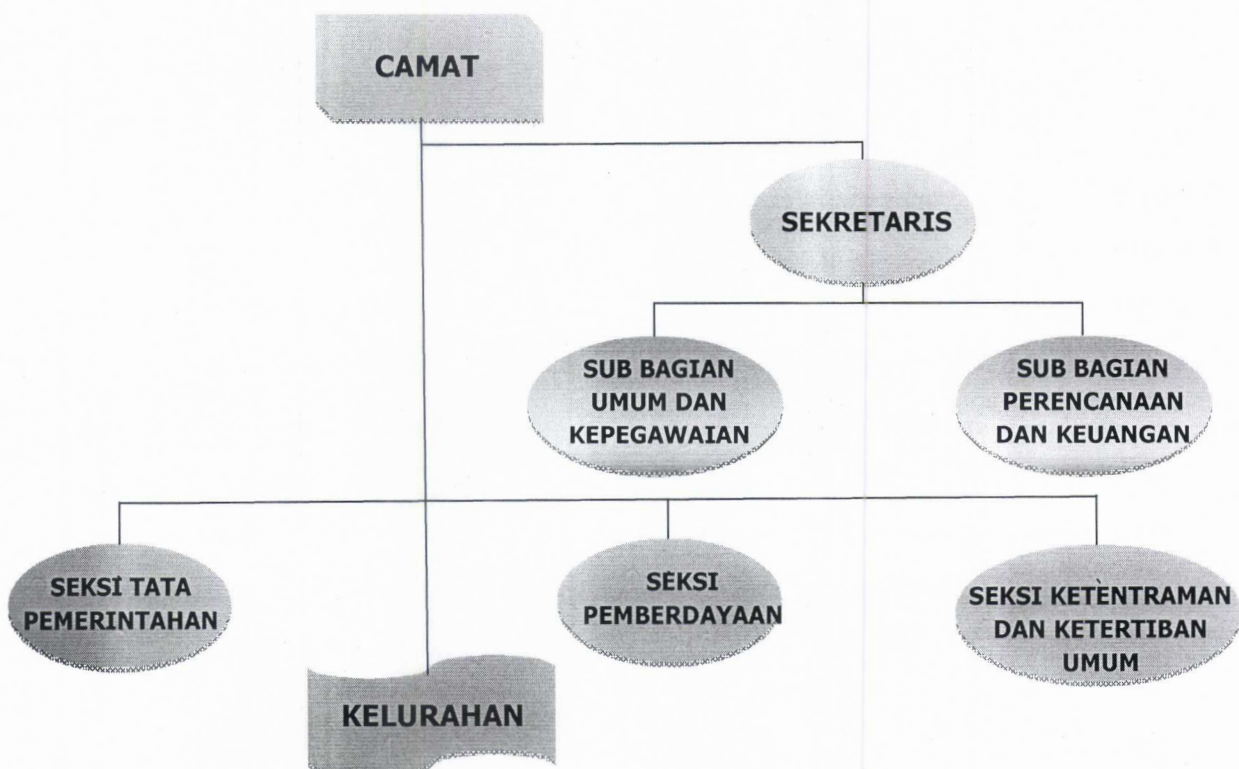 CAMAT
SEKRETARIS
SUB BAGIAN
UMUM DAN
KEPEGAWAIAN
SUB BAGIAN
PERENCANAAN
DAN KEUANGAN
SEKSI TATA
PEMERINTAHAN
SEKSI
PEMBERDAYAAN
SEKSI KETENTRAMAN
DAN KETERTIBAN
UMUM
KELURAHAN